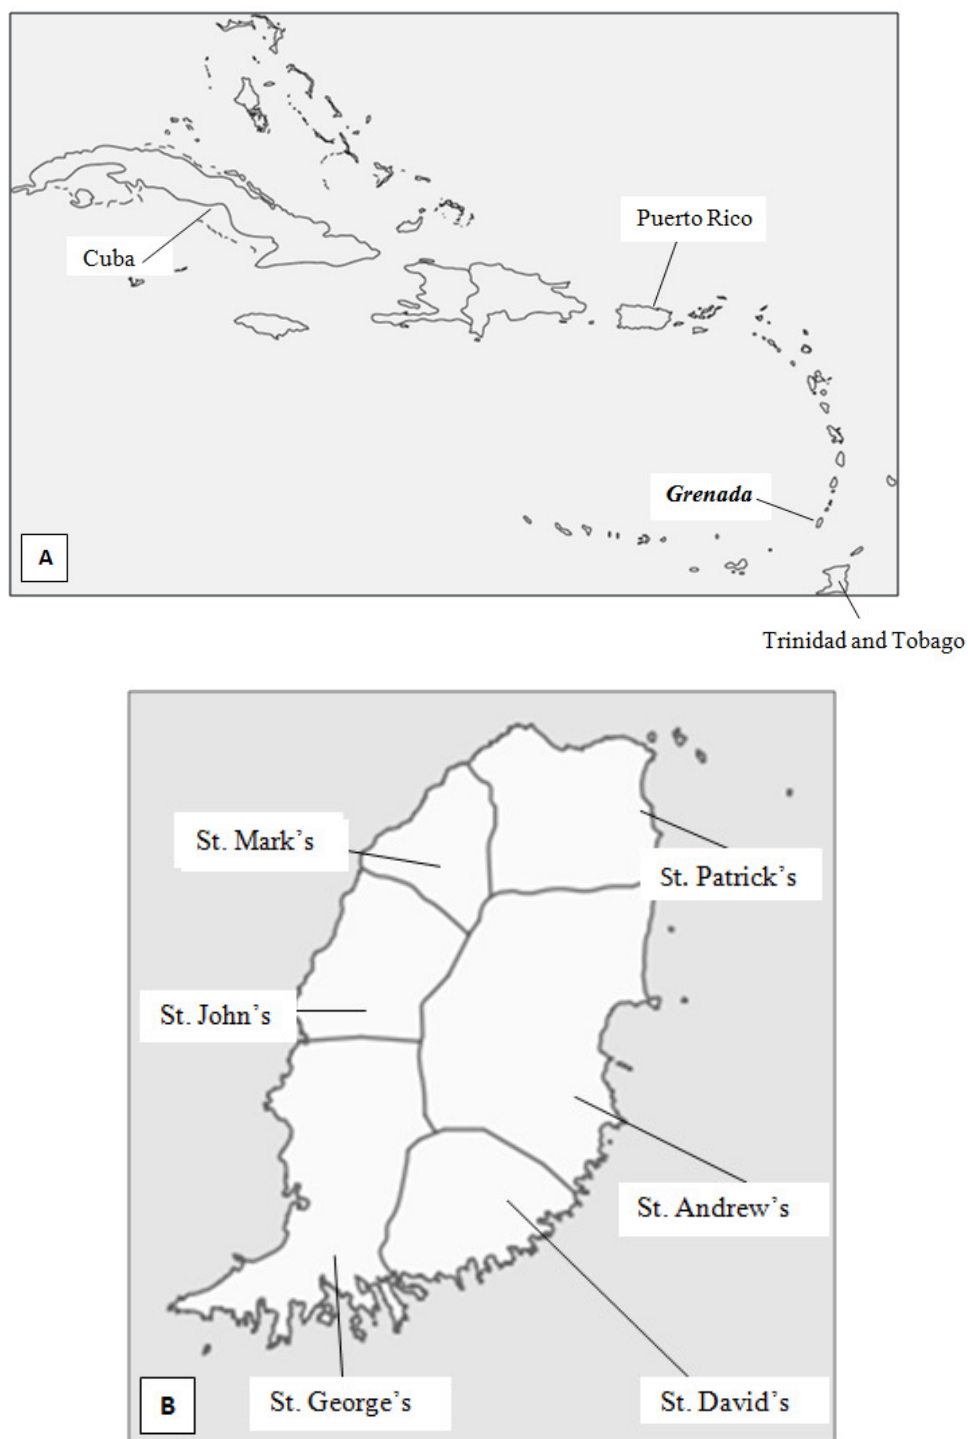 Puerto Rico
Cuba
Grenada
A
Trinidad and Tobago
St. Mark’s
St. Patrick’s
St. John’s
St. Andrew’s
St. George’s
St. David’s
B